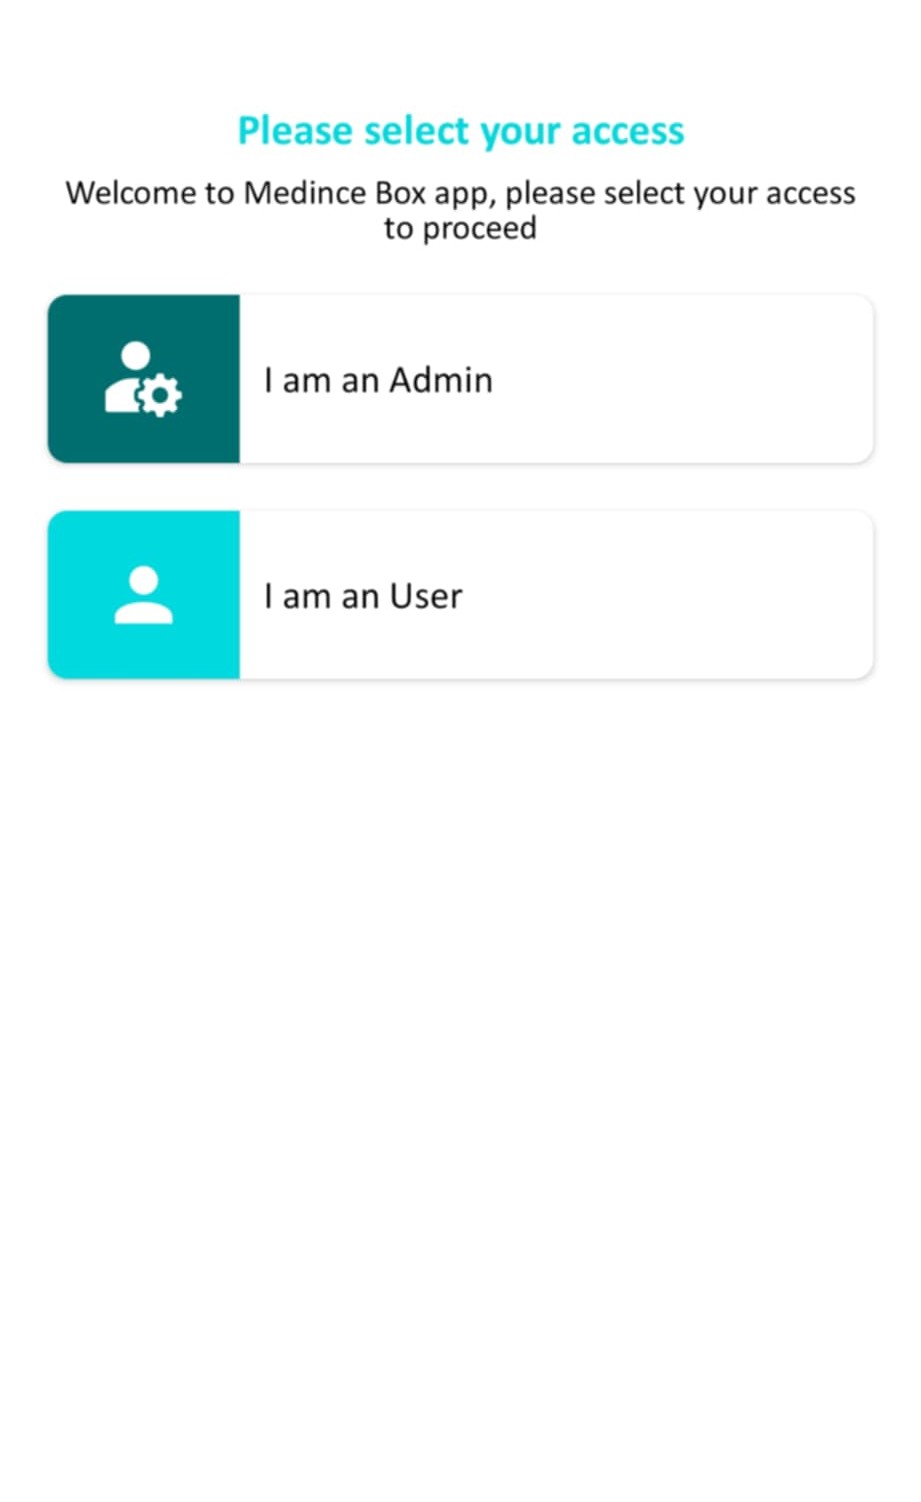 Please select your access
Welcome to Medince Box app, please select your access
to proceed
I am an Admin
I am an User